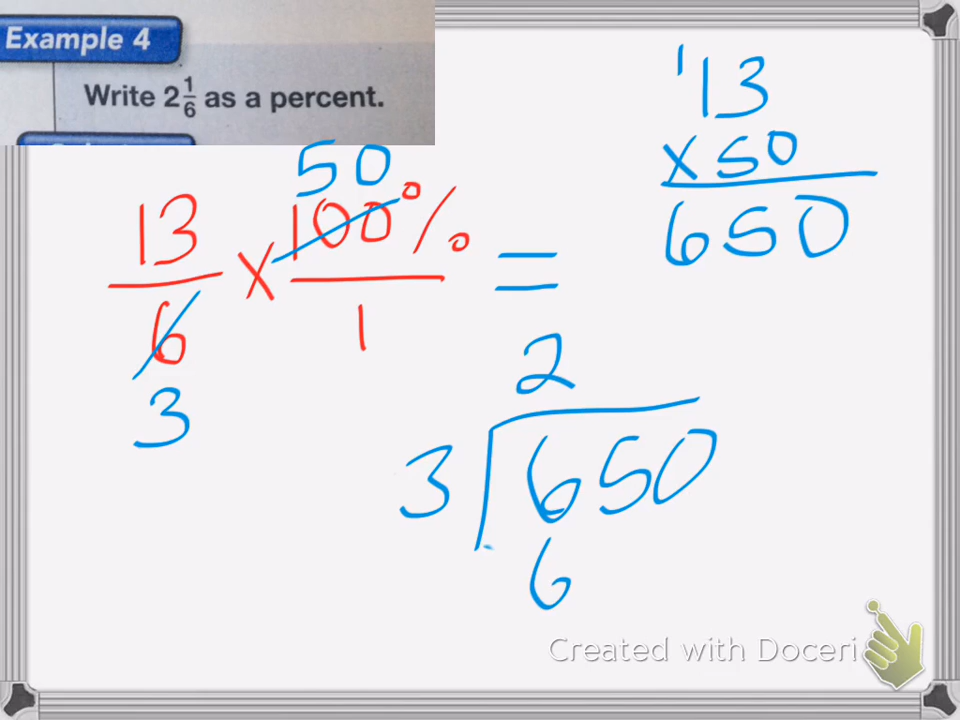 Example 4
Write 2 1/6 as a percent.
13/6 x 100%/1 =
50
3
1
13
x 50
650
2
3 650
6
Created with Doceri